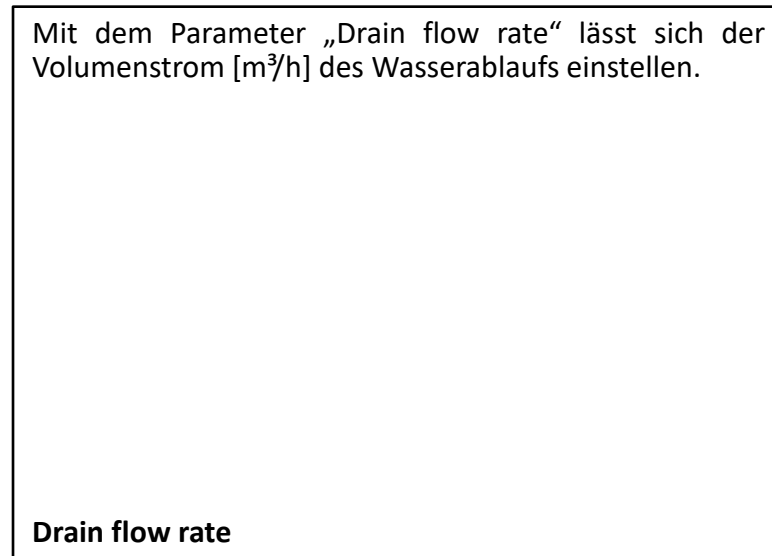 Mit dem Parameter „Drain flow rate“ lässt sich der
Volumenstrom [m³/h] des Wasserablaufs einstellen.
Drain flow rate